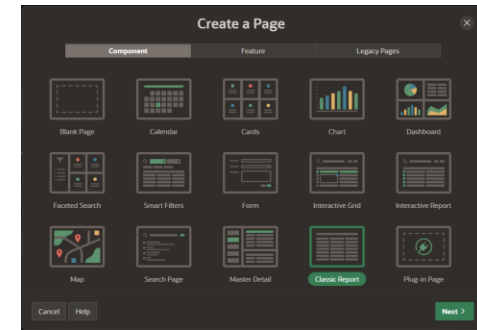 Create a Page
Component Feature Legacy Pages
Blank Page Calendar Cards Chart Dashboard
Faceted Search Smart Filters Form Interactive Grid Interactive Report
Map Search Page Master Detail Classic Report Plug-in Page
Cancel Help Next >